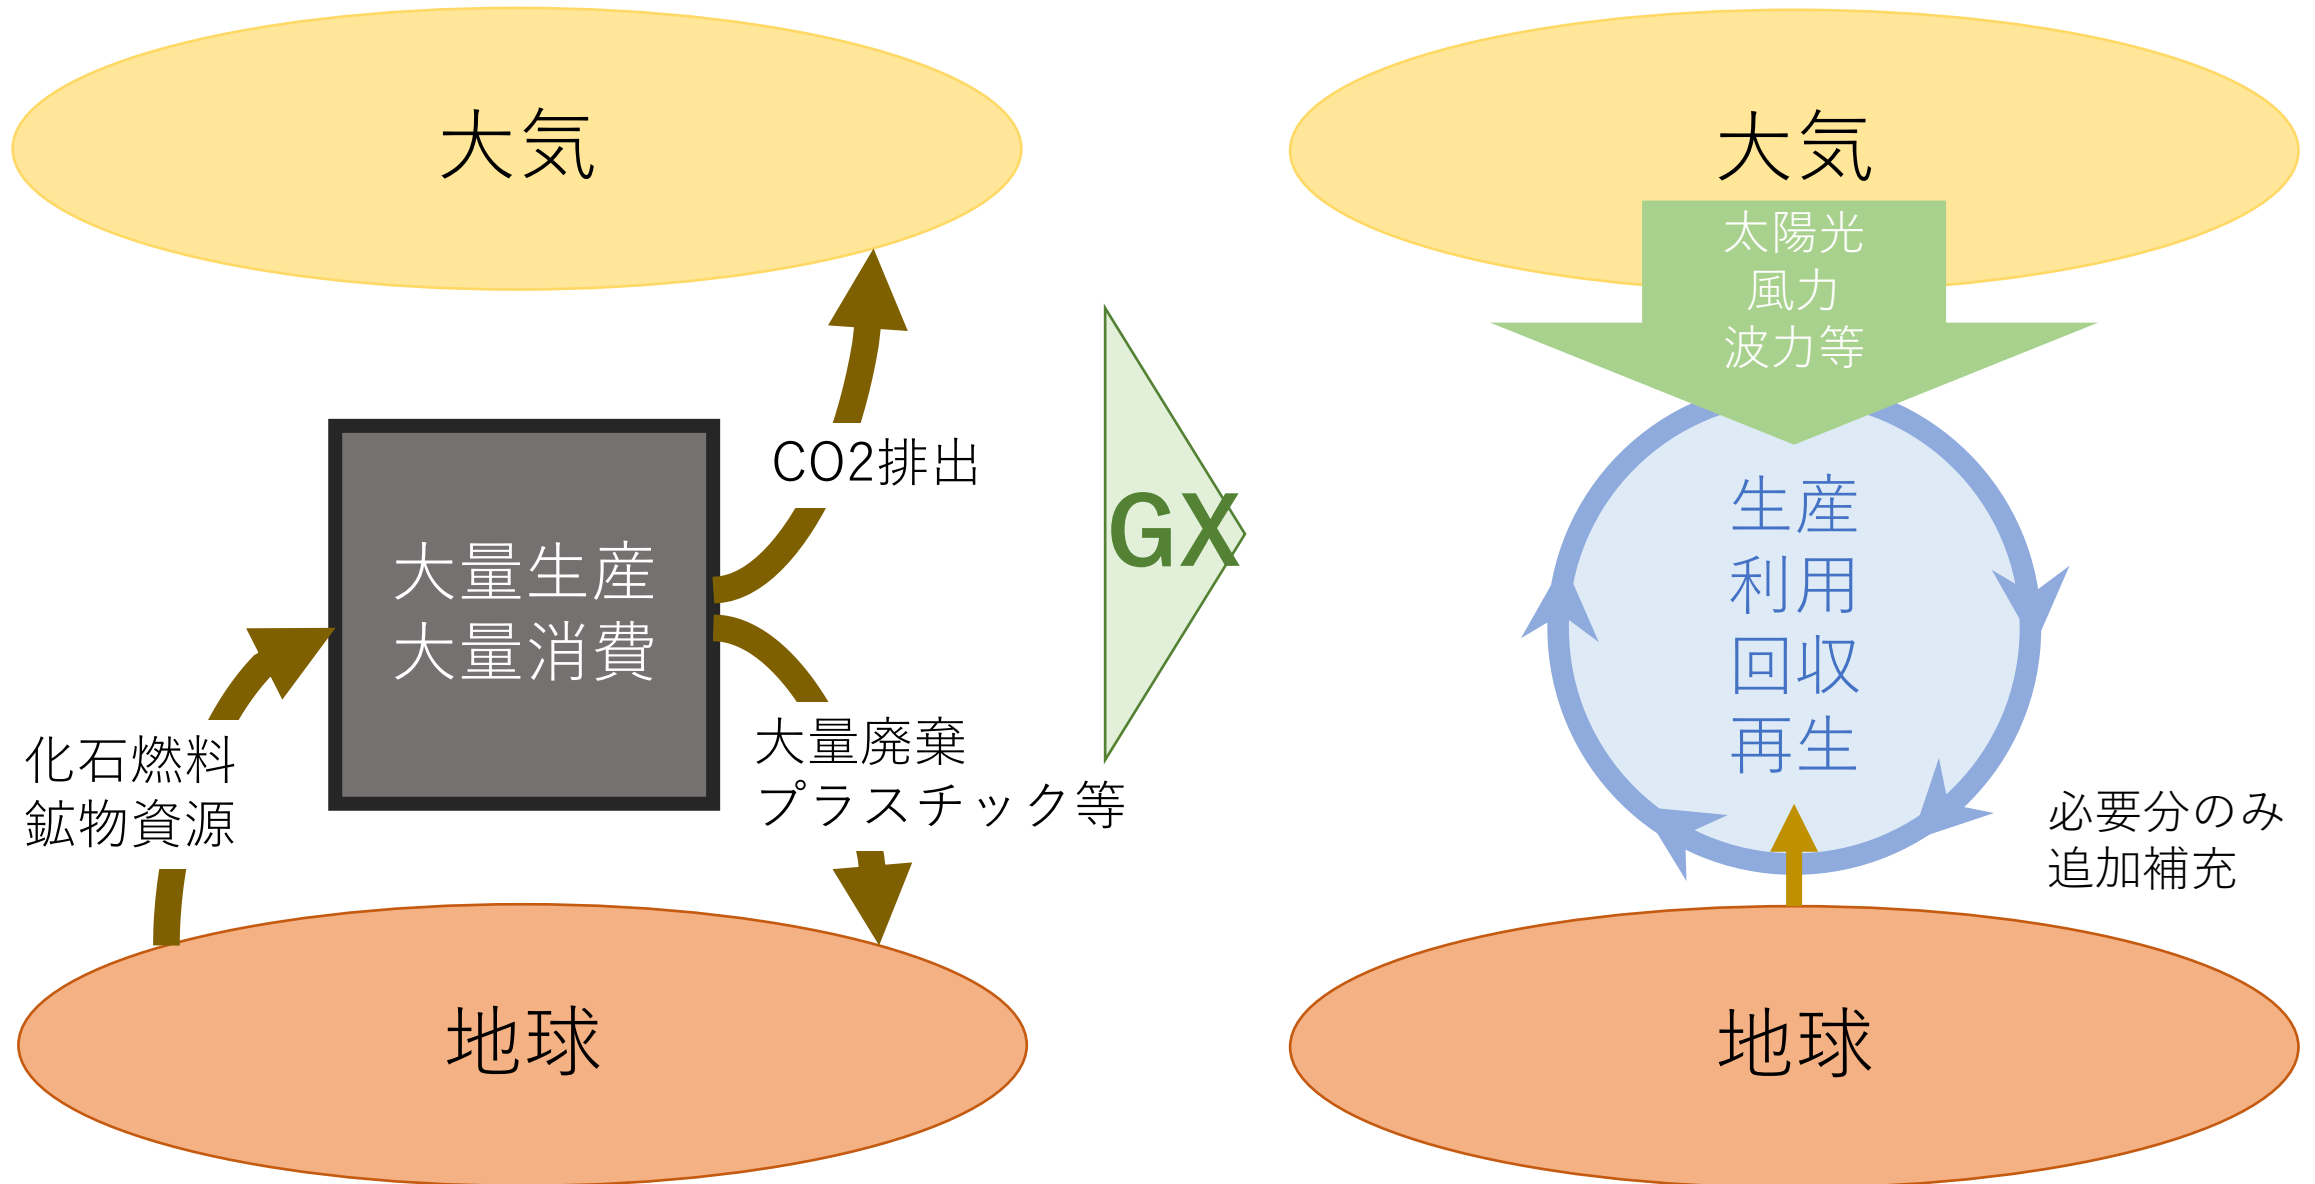 大気
CO2排出
大量生産
大量消費
化石燃料
鉱物資源
大量廃棄
プラスチック等
地球
GX
大気
太陽光
風力
波力等
生産
利用
回収
再生
必要分のみ
追加補充
地球